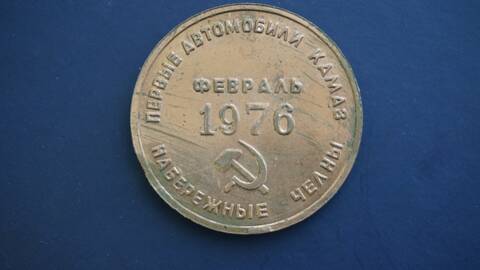 ПЕРВЫЕ АВТОМОБИЛИ КАМАЗ
ФЕВРАЛЬ
1976
НАБЕРЕЖНЫЕ ЧЕЛНЫ